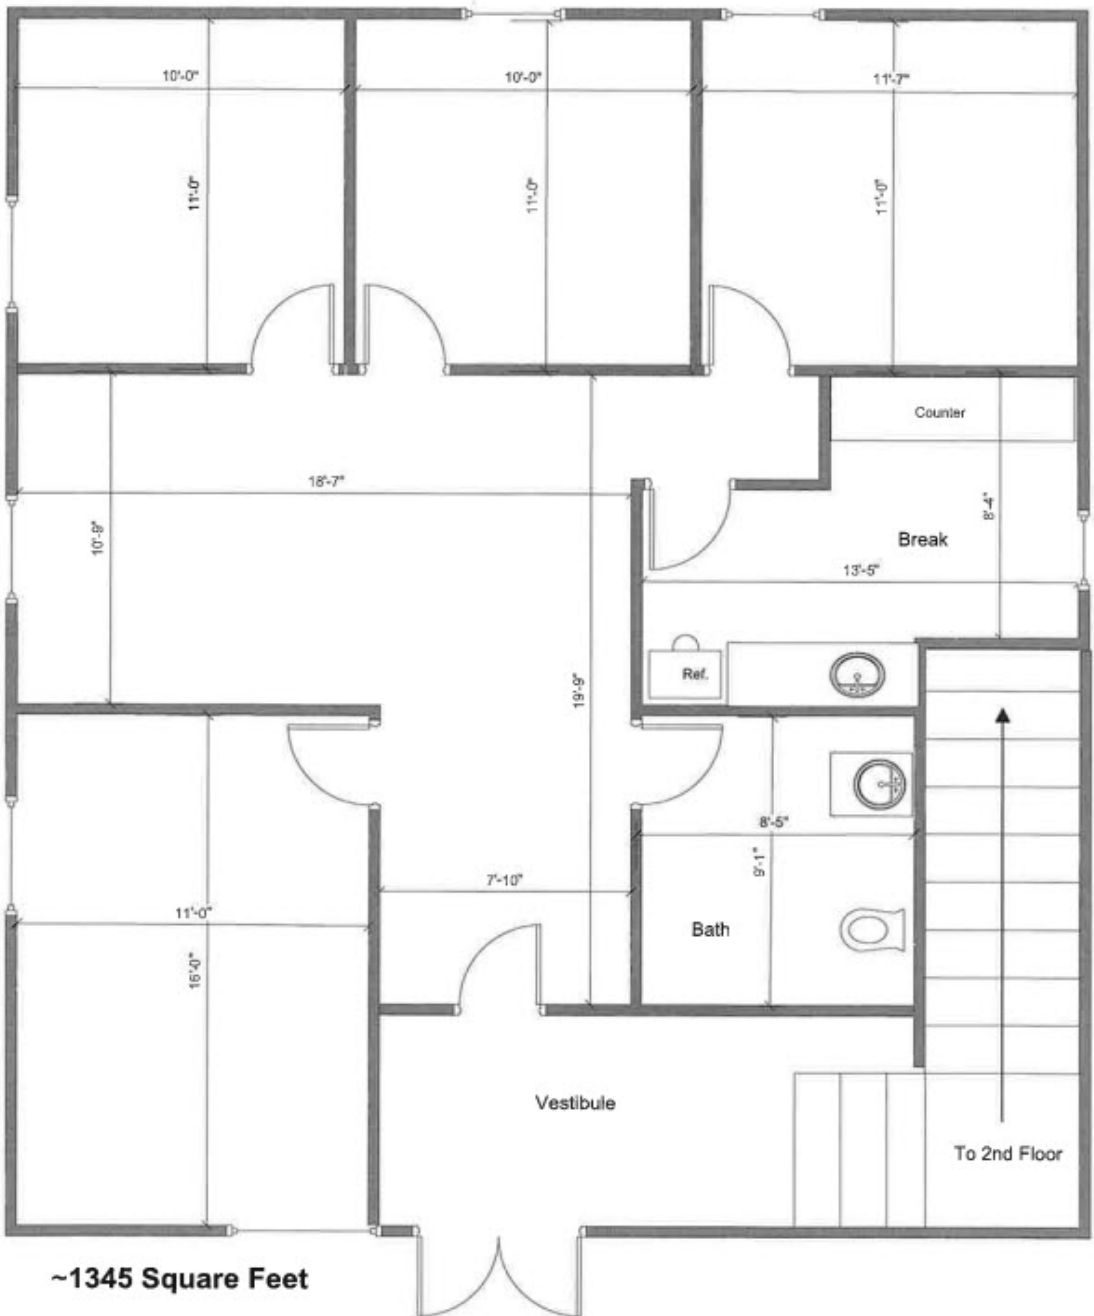 10'-0"
10'-0"
11'-7"
11'-0"
11'-0"
11'-0"
Counter
18'-7"
8'-4"
10'-9"
Break
13'-5"
Ref.
19'-9"
8'-5"
9'-1"
7'-10"
11'-0"
Bath
16'-0"
Vestibule
To 2nd Floor
~1345 Square Feet